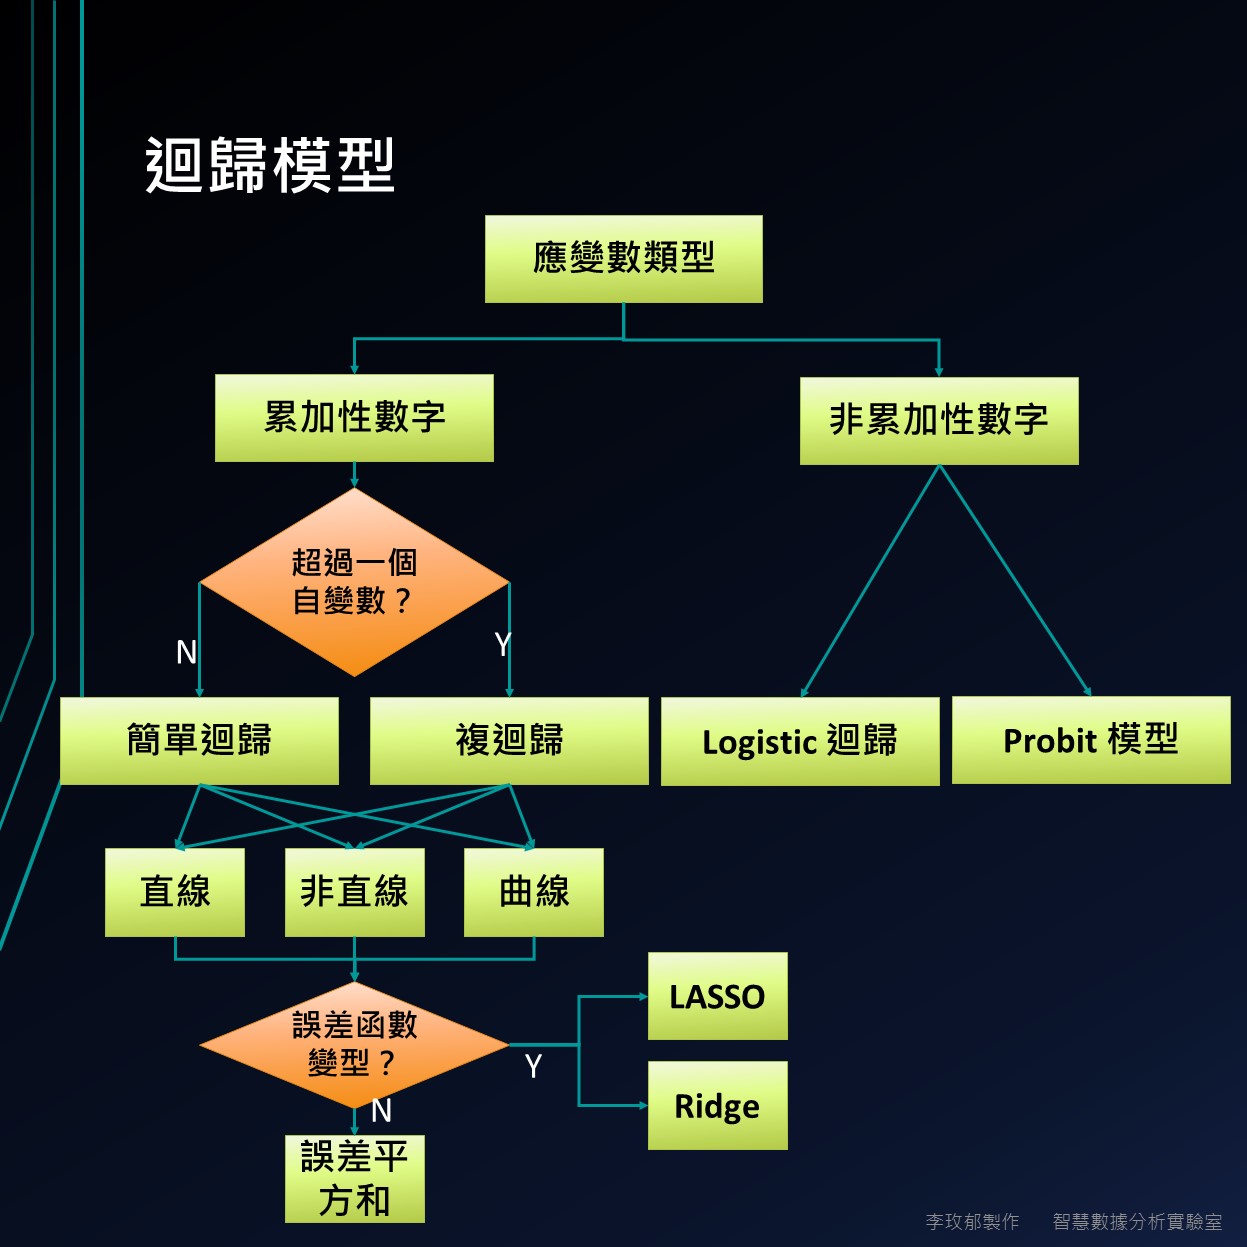 迴歸模型
應變數類型
累加性數字
非累加性數字
超過一個
自變數？
N
Y
簡單迴歸
複迴歸
Logistic 迴歸
Probit 模型
直線
非直線
曲線
誤差函數
變型？
Y
N
LASSO
Ridge
誤差平
方和
李玫郁製作 智慧數據分析實驗室